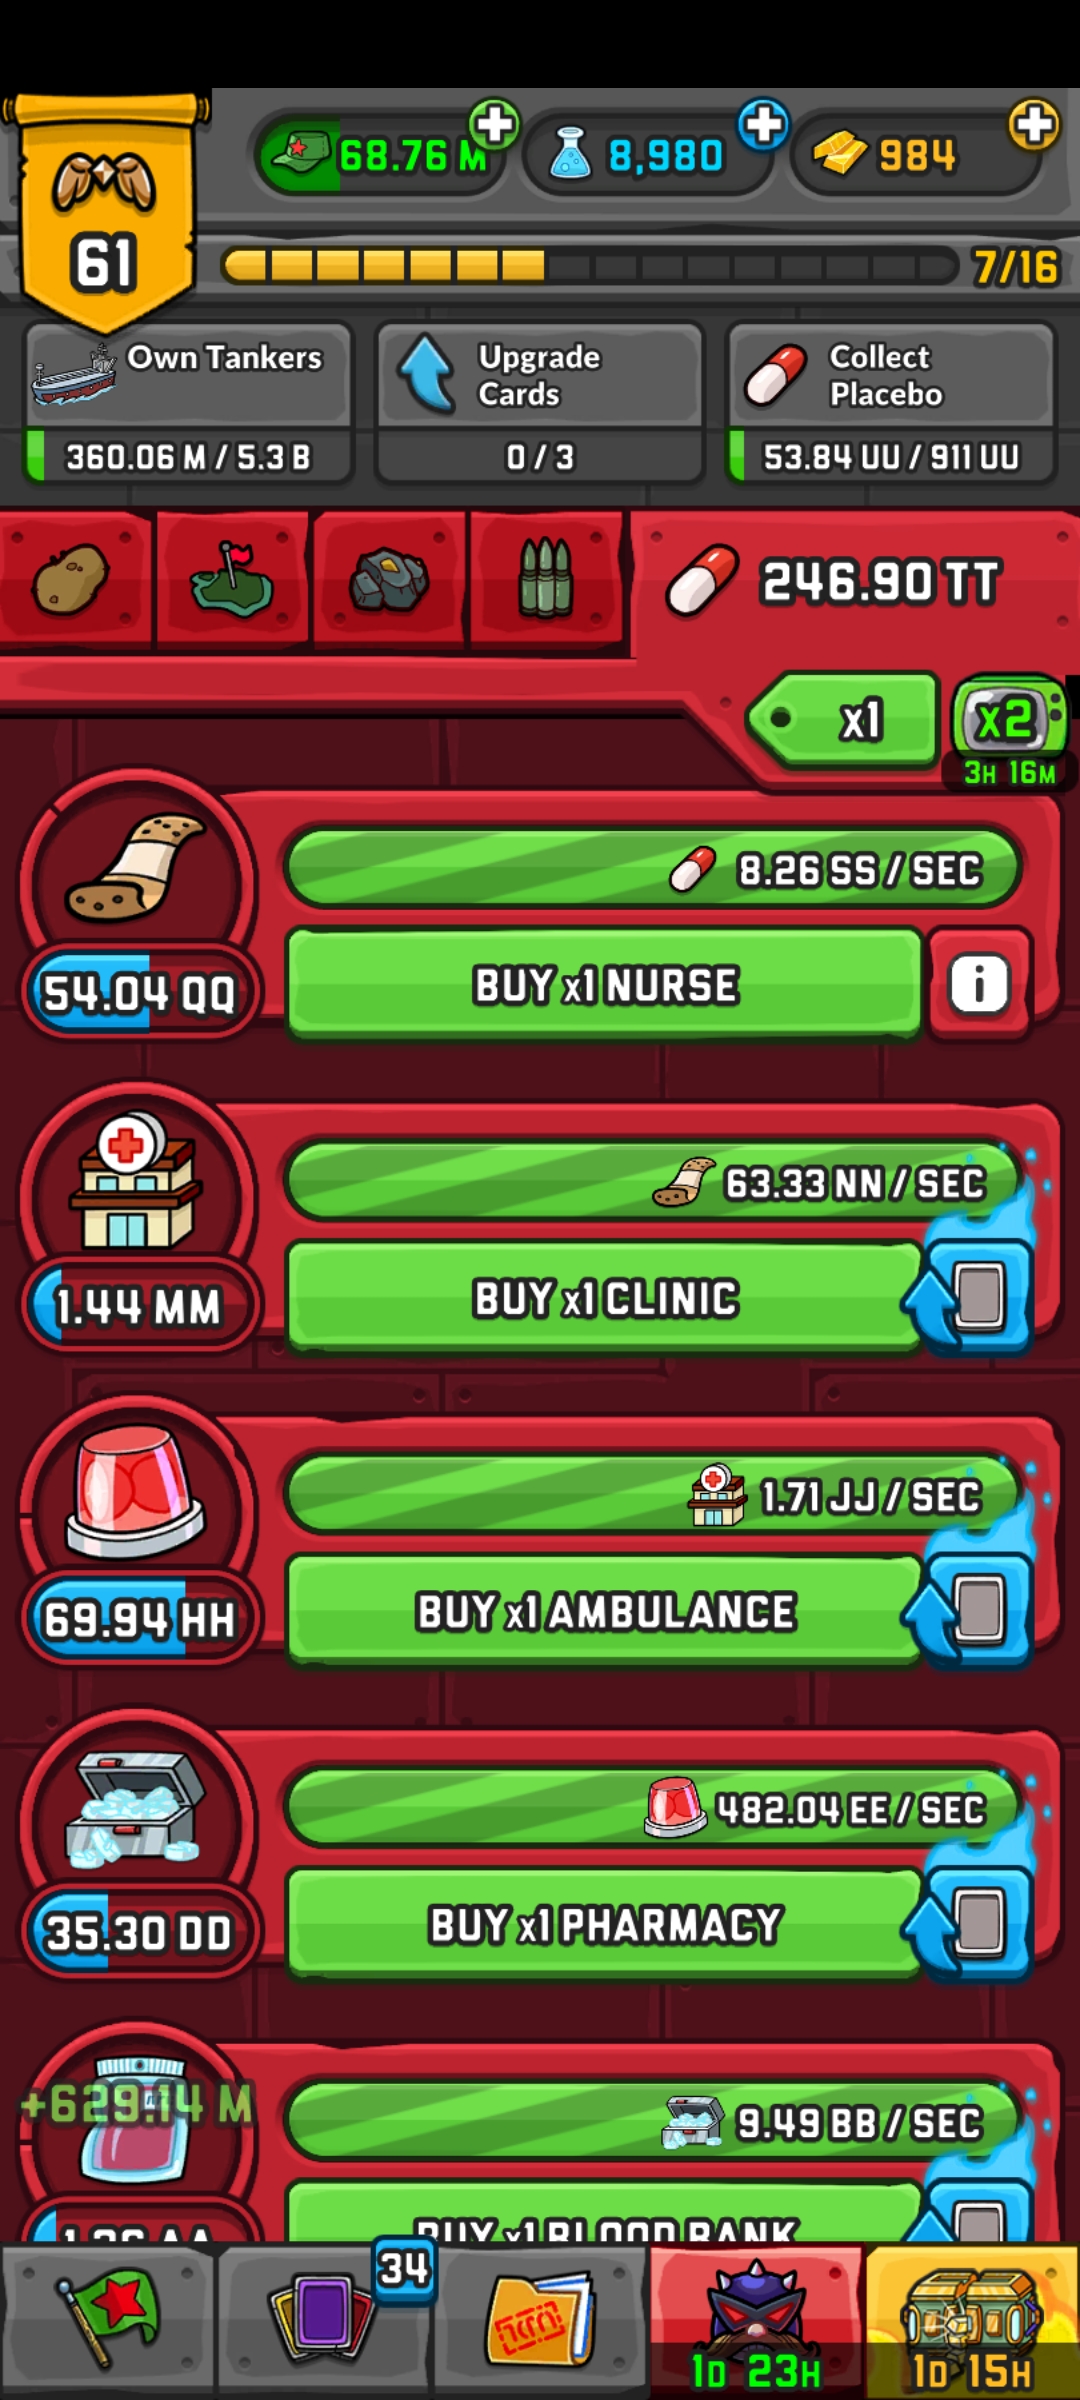 61
68.76 M
8,980
984
7/16
Own Tankers
360.06 M / 5.3 B
Upgrade
Cards
0 / 3
Collect
Placebo
53.84 UU / 911 UU
246.90 TT
x1
x2
3H 16M
8.26 SS / SEC
54.04 QQ
BUY x1 NURSE
i
63.33 NN / SEC
1.44 MM
BUY x1 CLINIC
1.71 JJ / SEC
69.94 HH
BUY x1 AMBULANCE
482.04 EE / SEC
35.30 DD
BUY x1 PHARMACY
+629.14 M
9.49 BB / SEC
BUY x1 BLOOD BANK
34
1D 23H
1D 15H